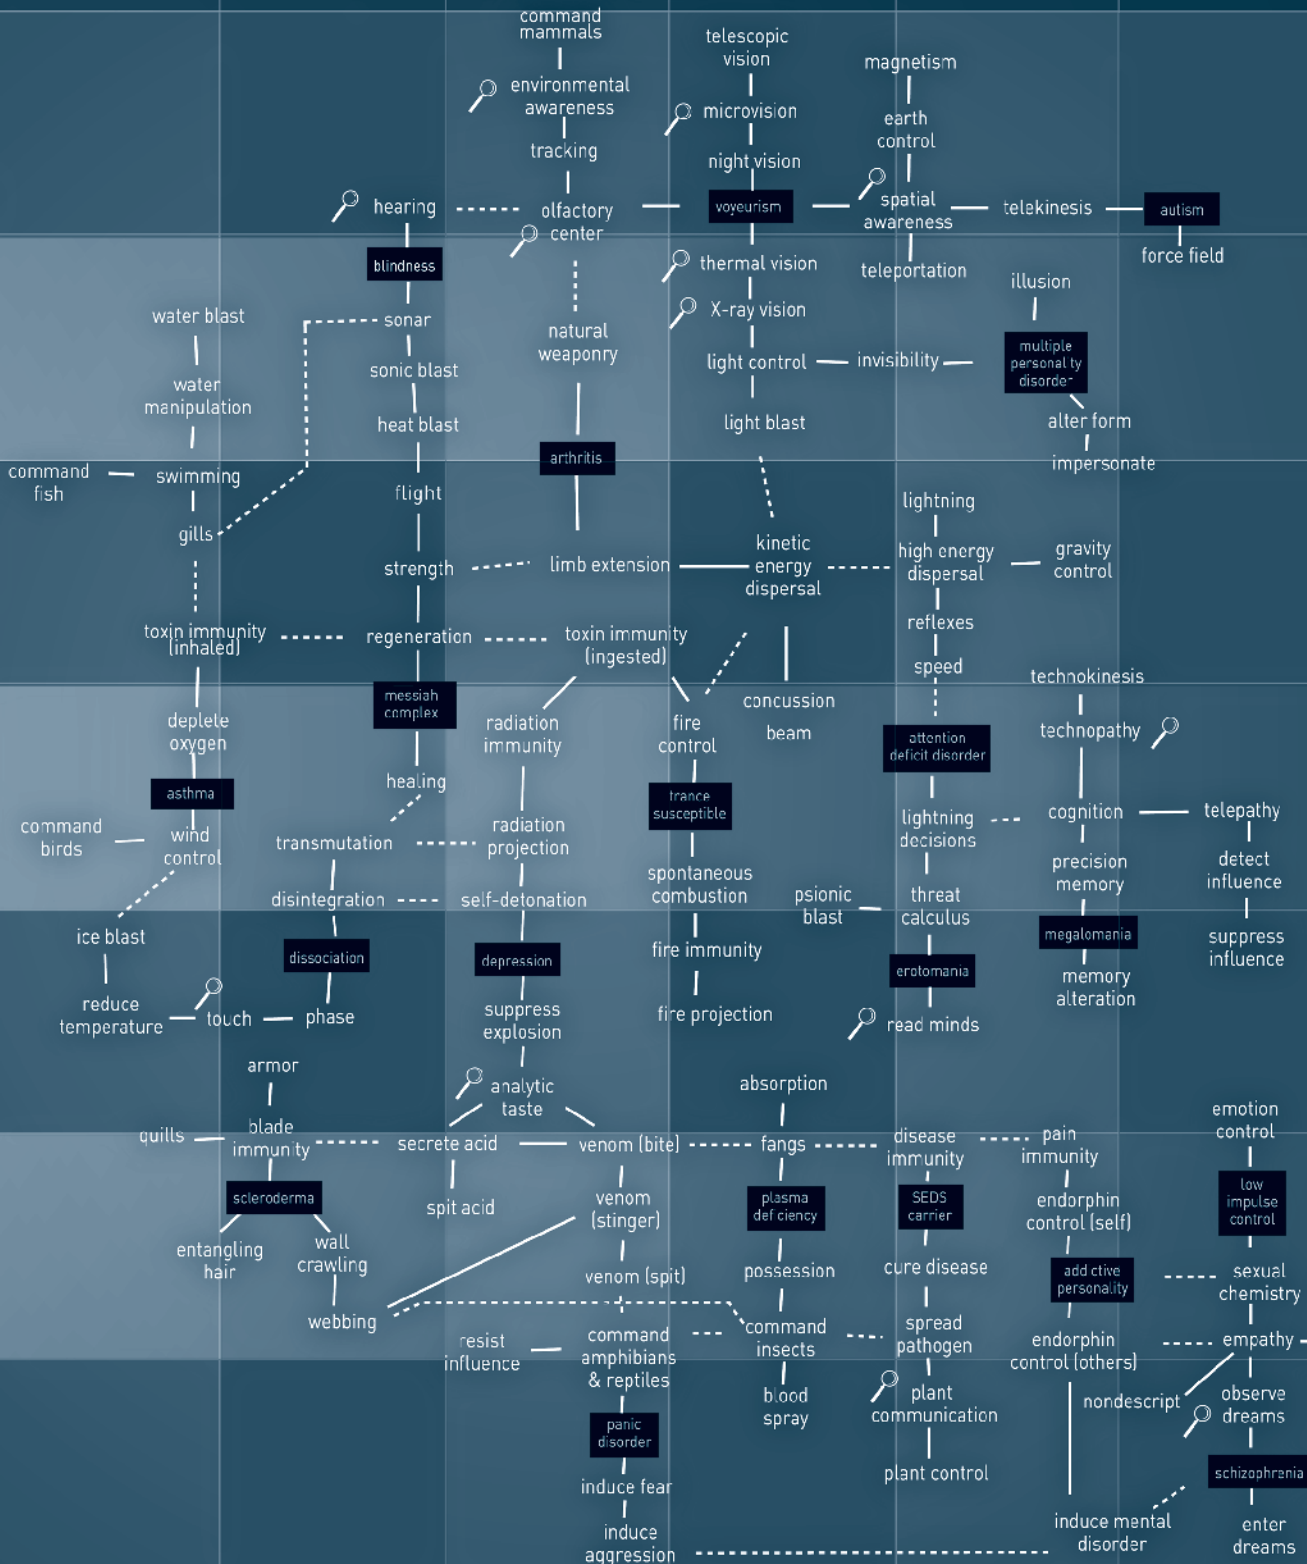 command
mammals
telescopic
vision
magnetism
environmental
awareness
microvision
earth
control
tracking
night vision
hearing
olfactory
center
voyeurism
spatial
awareness
telekinesis
autism
blindness
thermal vision
teleportation
force field
illusion
water blast
sonar
natural
weaponry
X-ray vision
multiple
personality
disorder
sonic blast
light control
invisibility
water
manipulation
heat blast
light blast
alter form
command
fish
swimming
arthritis
impersonate
flight
lightning
gills
strength
limb extension
kinetic
energy
dispersal
high energy
dispersal
gravity
control
toxin immunity
(inhaled)
regeneration
toxin immunity
(ingested)
reflexes
speed
technokinesis
messiah
complex
concussion
beam
deplete
oxygen
radiation
immunity
fire
control
attention
deficit disorder
technopathy
healing
asthma
trance
susceptible
command
birds
wind
control
transmutation
radiation
projection
lightning
decisions
cognition
telepathy
precision
memory
detect
influence
disintegration
self-detonation
spontaneous
combustion
psionic
blast
threat
calculus
ice blast
dissociation
depression
fire immunity
erotomania
megalomania
suppress
influence
memory
alteration
reduce
temperature
touch
phase
suppress
explosion
fire projection
read minds
armor
analytic
taste
absorption
emotion
control
quills
blade
immunity
secrete acid
venom (bite)
fangs
disease
immunity
pain
immunity
scleroderma
spit acid
venom
(stinger)
plasma
deficiency
SEDS
carrier
endorphin
control (self)
low
impulse
control
entangling
hair
wall
crawling
venom (spit)
possession
cure disease
addictive
personality
sexual
chemistry
webbing
resist
influence
command
amphibians
& reptiles
command
insects
spread
pathogen
endorphin
control (others)
empathy
blood
spray
plant
communication
nondescript
observe
dreams
panic
disorder
plant control
schizophrenia
induce fear
induce mental
disorder
enter
dreams
induce
aggression